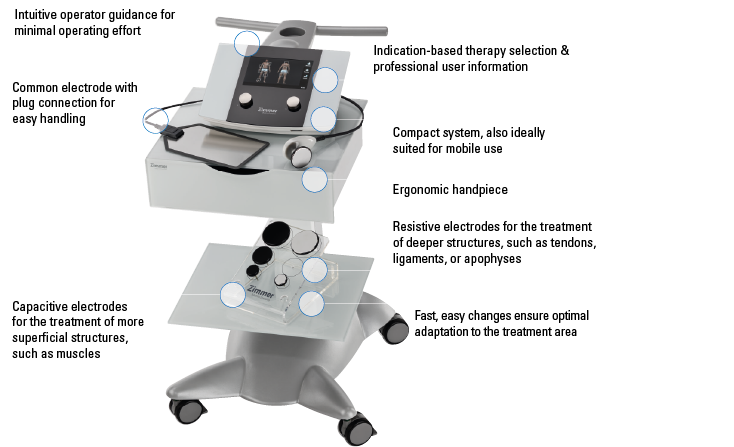 Intuitive operator guidance for
minimal operating effort
Indication-based therapy selection &
professional user information
Common electrode with
plug connection for
easy handling
Zimmer
Compact system, also ideally
suited for mobile use
Zimmer
Ergonomic handpiece
Resistive electrodes for the treatment
of deeper structures, such as tendons,
ligaments, or apophyses
Zimmer
Capacitive electrodes
for the treatment of more
superficial structures,
such as muscles
Fast, easy changes ensure optimal
adaptation to the treatment area